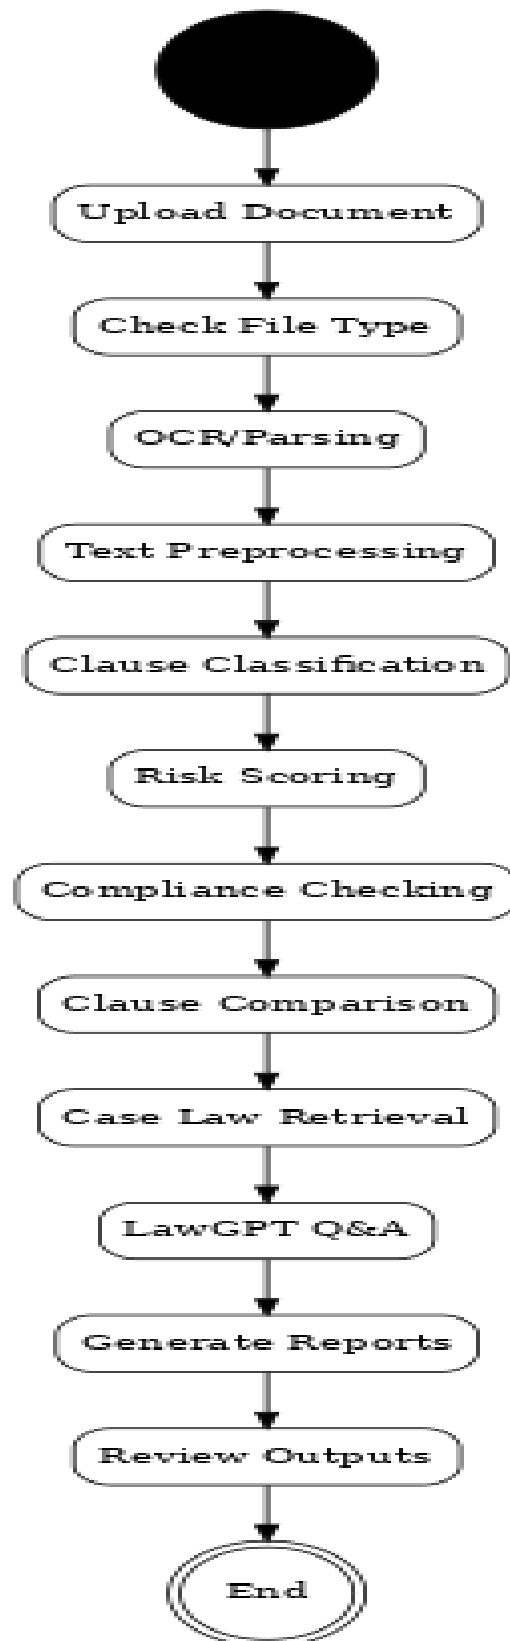 Upload Document
Check File Type
OCR/Parsing
Text Preprocessing
Clause Classification
Risk Scoring
Compliance Checking
Clause Comparison
Case Law Retrieval
LawGPT Q&A
Generate Reports
Review Outputs
End